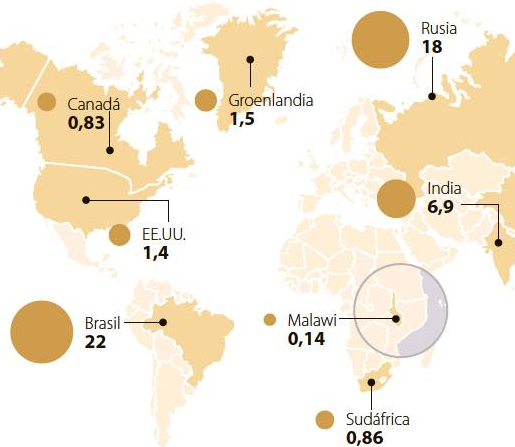 Rusia
18
Canadá
0,83
Groenlandia
1,5
India
6,9
EE.UU.
1,4
Brasil
22
Malawi
0,14
Sudáfrica
0,86